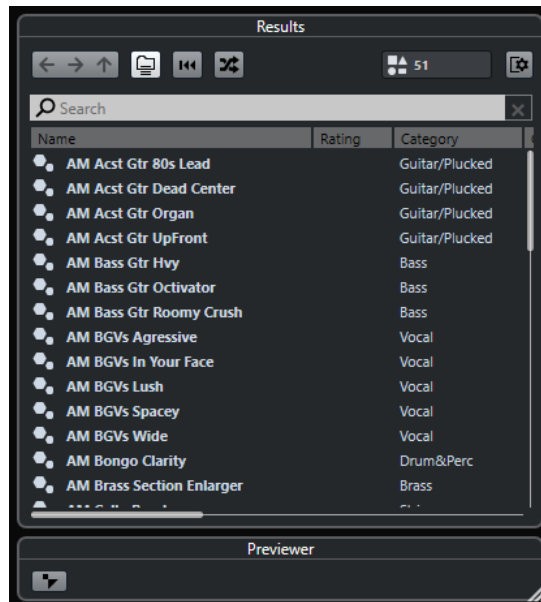 Results
51
Search
Name Rating Category
AM Acst Gtr 80s Lead Guitar/Plucked
AM Acst Gtr Dead Center Guitar/Plucked
AM Acst Gtr Organ Guitar/Plucked
AM Acst Gtr UpFront Guitar/Plucked
AM Bass Gtr Hvy Bass
AM Bass Gtr Octivator Bass
AM Bass Gtr Roomy Crush Bass
AM BGVs Agressive Vocal
AM BGVs In Your Face Vocal
AM BGVs Lush Vocal
AM BGVs Spacey Vocal
AM BGVs Wide Vocal
AM Bongo Clarity Drum&Perc
AM Brass Section Enlarger Brass
Previewer